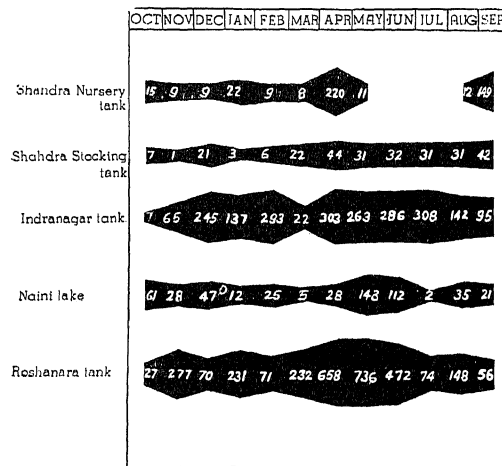 OCT NOV DEC JAN FEB MAR APR MAY JUN JUL AUG SEP
Shandra Nursery tank
15 9 9 22 9 8 220 11 12 149
Shahdra Stocking tank
7 1 21 3 6 22 44 31 32 31 31 42
Indranagar tank
7 65 245 137 293 22 303 263 286 308 142 95
Naini lake
61 28 47 12 25 5 28 143 112 2 35 21
Roshanara tank
27 277 70 231 71 232 658 736 472 74 148 56